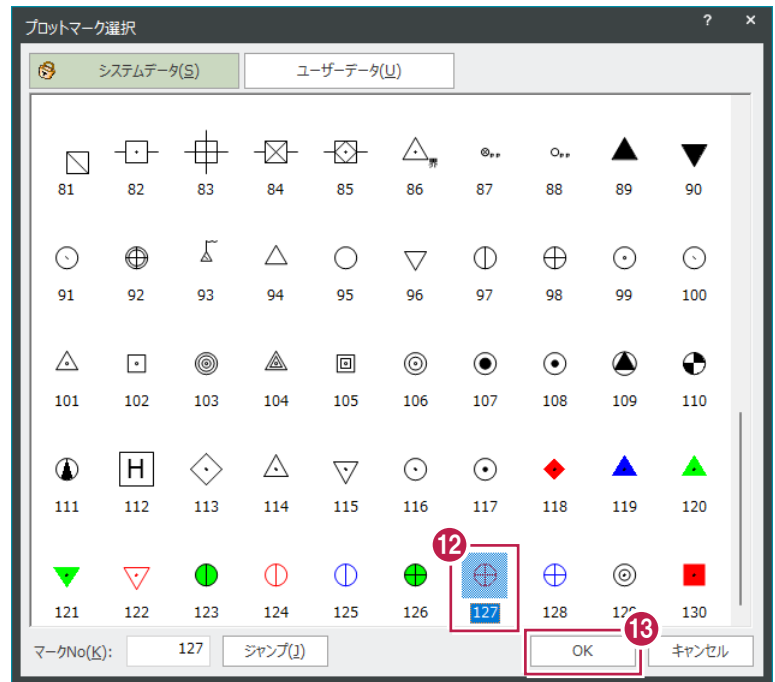 プロットマーク選択 ? ×
システムデータ(S) ユーザーデータ(U)
界
81 82 83 84 85 86 87 88 89 90
91 92 93 94 95 96 97 98 99 100
101 102 103 104 105 106 107 108 109 110
H
111 112 113 114 115 116 117 118 119 120
12
121 122 123 124 125 126 127 128 129 130
13
マークNo(K): 127 ジャンプ(J) OK キャンセル